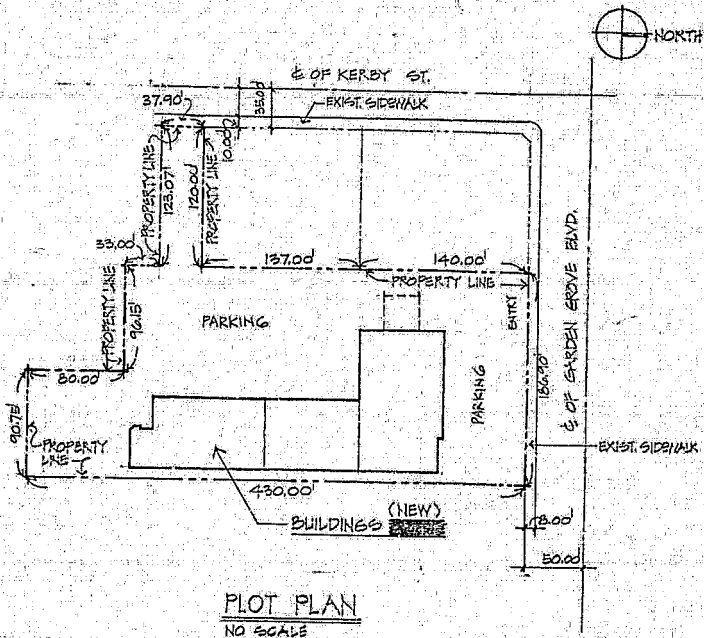 NORTH
℄ OF KERBY ST.
37.90'
35.00'
EXIST. SIDEWALK
10.00'
PROPERTY LINE
123.07'
120.00'
PROPERTY LINE
33.00'
137.00'
140.00'
PROPERTY LINE
PROPERTY LINE
96.15'
PARKING
ENTRY
186.90'
℄ OF GARDEN GROVE BLVD.
80.00'
PARKING
90.75'
PROPERTY
LINE
EXIST. SIDEWALK
430.00'
BUILDINGS (NEW)
8.00'
50.00'
PLOT PLAN
NO SCALE